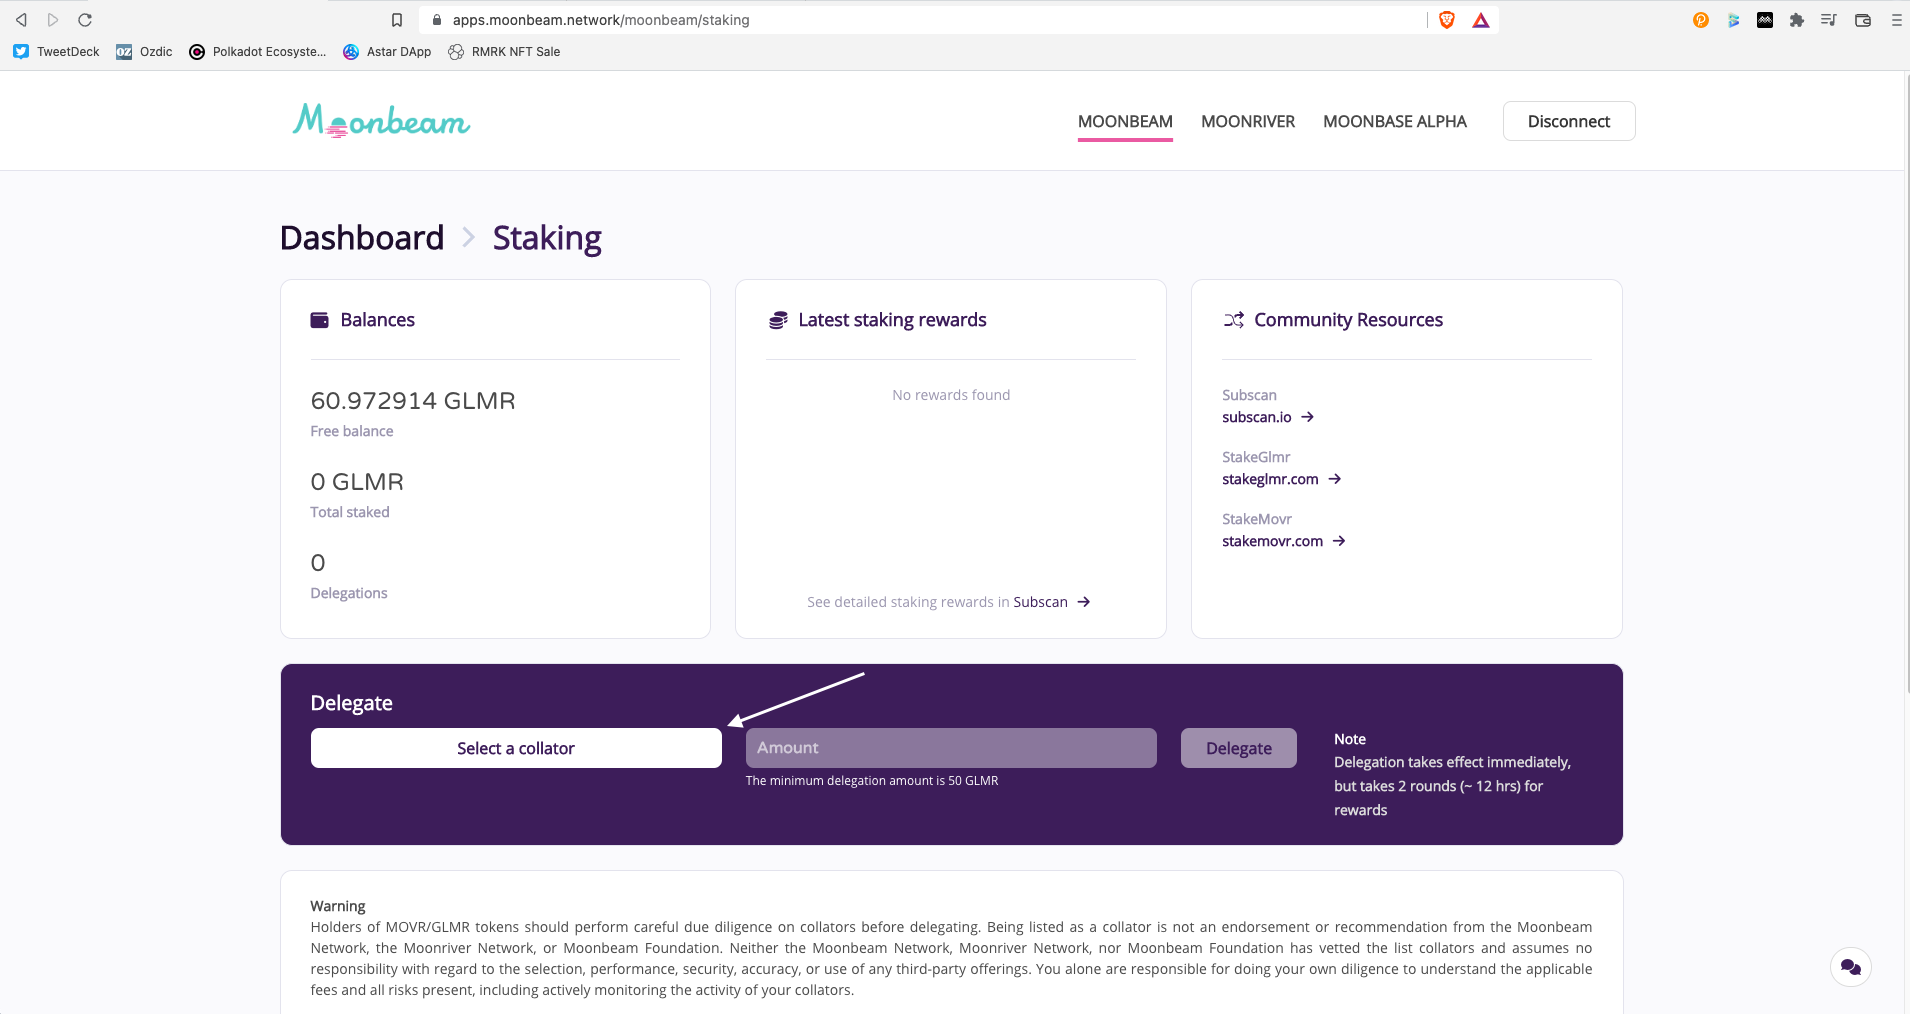 apps.moonbeam.network/moonbeam/staking
TweetDeck
OZ Ozdic
Polkadot Ecosyste...
Astar DApp
RMRK NFT Sale
Moonbeam
MOONBEAM
MOONRIVER
MOONBASE ALPHA
Disconnect
Dashboard > Staking
Balances
60.972914 GLMR
Free balance
0 GLMR
Total staked
0
Delegations
Latest staking rewards
No rewards found
See detailed staking rewards in Subscan →
Community Resources
Subscan
subscan.io →
StakeGlmr
stakeglmr.com →
StakeMovr
stakemovr.com →
Delegate
Select a collator
Amount
The minimum delegation amount is 50 GLMR
Delegate
Note
Delegation takes effect immediately,
but takes 2 rounds (~ 12 hrs) for
rewards
Warning
Holders of MOVR/GLMR tokens should perform careful due diligence on collators before delegating. Being listed as a collator is not an endorsement or recommendation from the Moonbeam
Network, the Moonriver Network, or Moonbeam Foundation. Neither the Moonbeam Network, Moonriver Network, nor Moonbeam Foundation has vetted the list collators and assumes no
responsibility with regard to the selection, performance, security, accuracy, or use of any third-party offerings. You alone are responsible for doing your own diligence to understand the applicable
fees and all risks present, including actively monitoring the activity of your collators.